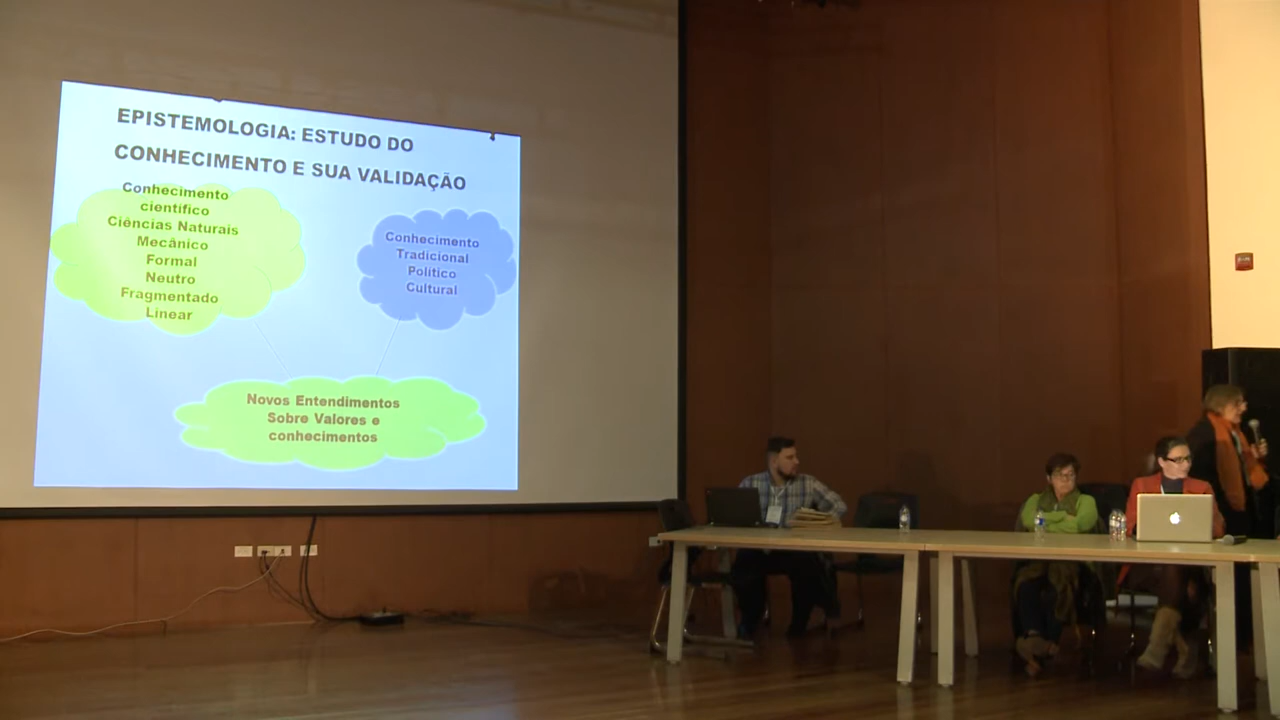 EPISTEMOLOGIA: ESTUDO DO
CONHECIMENTO E SUA VALIDAÇÃO
Conhecimento
científico
Ciências Naturais
Mecânico
Formal
Neutro
Fragmentado
Linear
Conhecimento
Tradicional
Político
Cultural
Novos Entendimentos
Sobre Valores e
conhecimentos